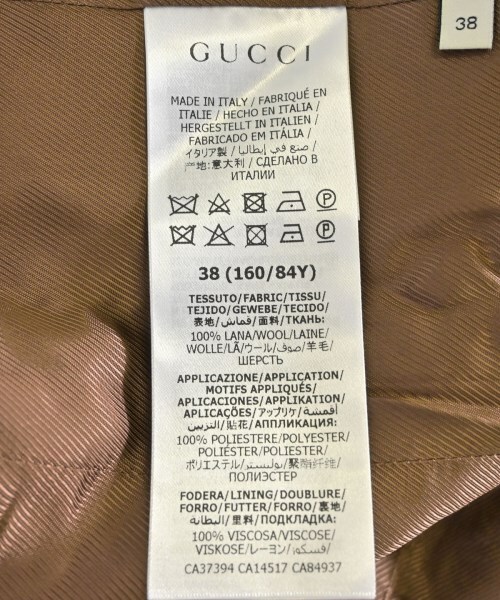 38
GUCCI
MADE IN ITALY / FABRIQUÉ EN
ITALIE / HECHO EN ITALIA /
HERGESTELLT IN ITALIEN /
FABRICADO EM ITÁLIA /
イタリア製 / صنع في إيطاليا /
产地:意大利 / СДЕЛАНО В
ИТАЛИИ
P
P
38 (160/84Y)
TESSUTO/FABRIC/TISSU/
TEJIDO/GEWEBE/TECIDO/
表地/قماش/面料/ТКАНЬ:
100% LANA/WOOL/LAINE/
WOLLE/LÃ/ウール/صوف/羊毛/
ШЕРСТЬ
APPLICAZIONE/APPLICATION/
MOTIFS APPLIQUÉS/
APLICACIONES/APPLIKATION/
APLICAÇÕES/アップリケ/أقمشة
التزيين/貼花/АППЛИКАЦИЯ:
100% POLIESTERE/POLYESTER/
POLIÉSTER/POLIESTER/
ポリエステル/بوليستر/聚酯纤维/
ПОЛИЭСТЕР
FODERA/LINING/DOUBLURE/
FORRO/FUTTER/FORRO/裏地/
البطانة/里料/ПОДКЛАДКА:
100% VISCOSA/VISCOSE/
VISKOSE/レーヨン/فسكوز/
CA37394 CA14517 CA84937